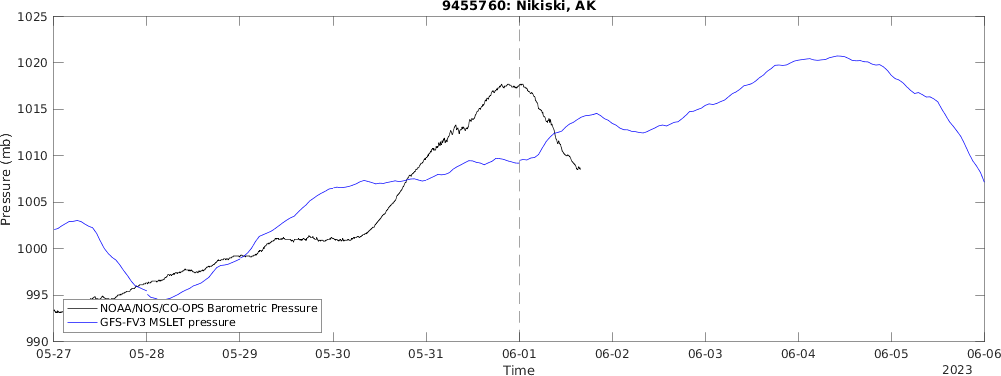 9455760: Nikiski, AK
Pressure (mb)
1025
1020
1015
1010
1005
1000
995
990
NOAA/NOS/CO-OPS Barometric Pressure
GFS-FV3 MSLET pressure
05-27 05-28 05-29 05-30 05-31 06-01 06-02 06-03 06-04 06-05 06-06
Time
2023